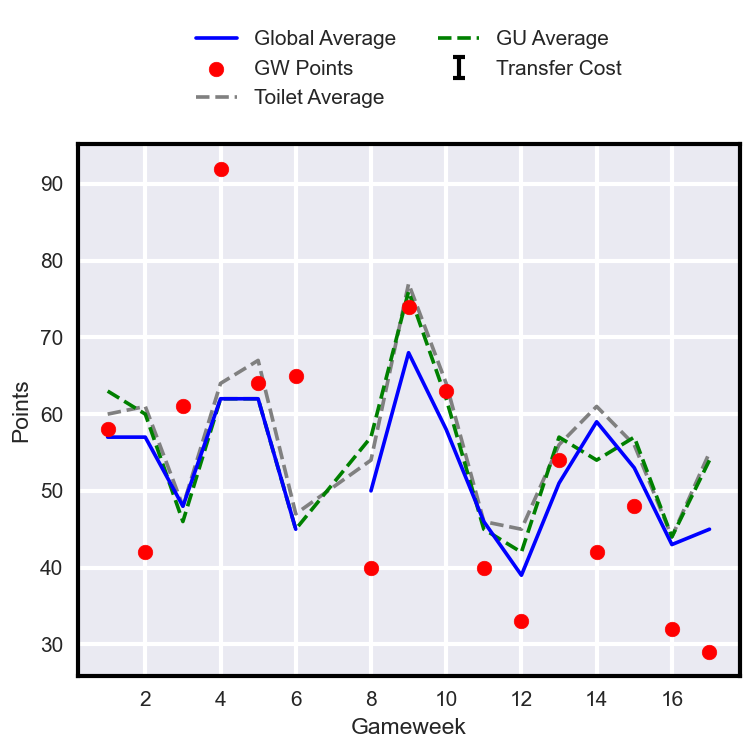 Global Average
GW Points
Toilet Average
GU Average
Transfer Cost
90
80
70
60
50
40
30
Points
2 4 6 8 10 12 14 16
Gameweek